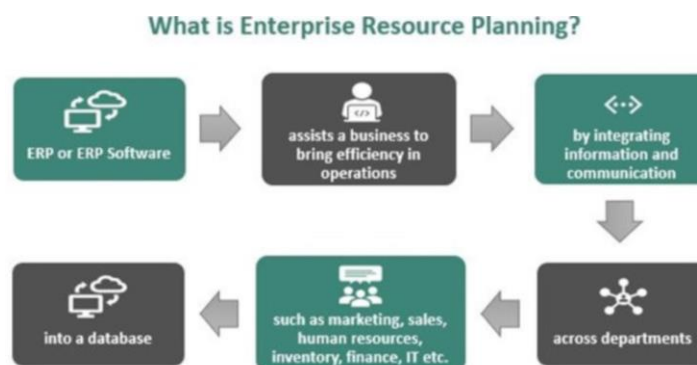 What is Enterprise Resource Planning?
ERP or ERP Software
assists a business to
bring efficiency in
operations
by integrating
information and
communication
across departments
such as marketing, sales,
human resources,
inventory, finance, IT etc.
into a database